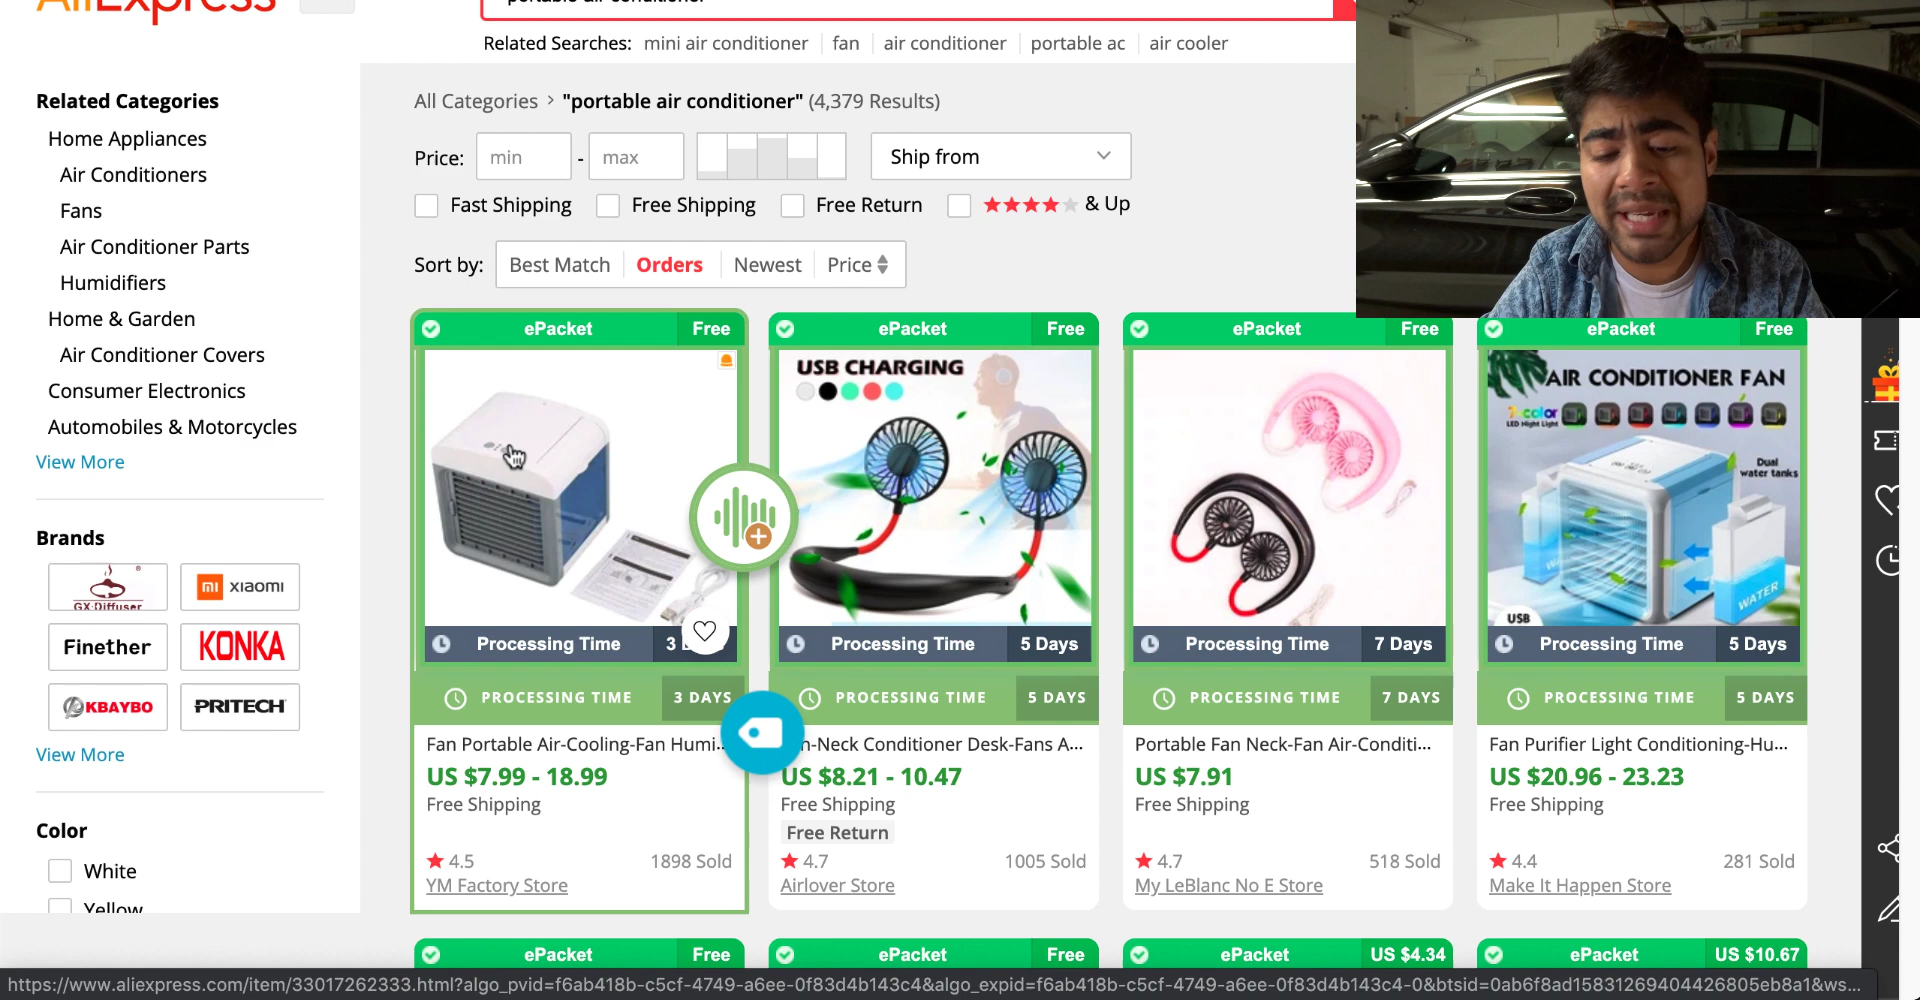 AliExpress
portable air conditioner
Related Searches: mini air conditioner fan air conditioner portable ac air cooler
Related Categories
Home Appliances
Air Conditioners
Fans
Air Conditioner Parts
Humidifiers
Home & Garden
Air Conditioner Covers
Consumer Electronics
Automobiles & Motorcycles
View More
Brands
GX·Diffuser
mi xiaomi
Finether
KONKA
KBAYBO
PRITECH
View More
Color
White
Yellow
All Categories > "portable air conditioner" (4,379 Results)
Price: min - max Ship from
Fast Shipping Free Shipping Free Return & Up
Sort by: Best Match Orders Newest Price
ePacket Free
Processing Time 3
PROCESSING TIME 3 DAYS
Fan Portable Air-Cooling-Fan Humi...
US $7.99 - 18.99
Free Shipping
4.5 1898 Sold
YM Factory Store
ePacket Free
USB CHARGING
Processing Time 5 Days
PROCESSING TIME 5 DAYS
n-Neck Conditioner Desk-Fans A...
US $8.21 - 10.47
Free Shipping
Free Return
4.7 1005 Sold
Airlover Store
ePacket Free
Processing Time 7 Days
PROCESSING TIME 7 DAYS
Portable Fan Neck-Fan Air-Conditi...
US $7.91
Free Shipping
4.7 518 Sold
My LeBlanc No E Store
ePacket Free
AIR CONDITIONER FAN
7-color
LED Night Light
Dual
water tanks
WATER
USB
Processing Time 5 Days
PROCESSING TIME 5 DAYS
Fan Purifier Light Conditioning-Hu...
US $20.96 - 23.23
Free Shipping
4.4 281 Sold
Make It Happen Store
ePacket Free
ePacket Free
ePacket US $4.34
ePacket US $10.67
https://www.aliexpress.com/item/33017262333.html?algo_pvid=f6ab418b-c5cf-4749-a6ee-0f83d4b143c4&algo_expid=f6ab418b-c5cf-4749-a6ee-0f83d4b143c4-0&btsid=0ab6f8ad15831269404426805eb8a1&ws...